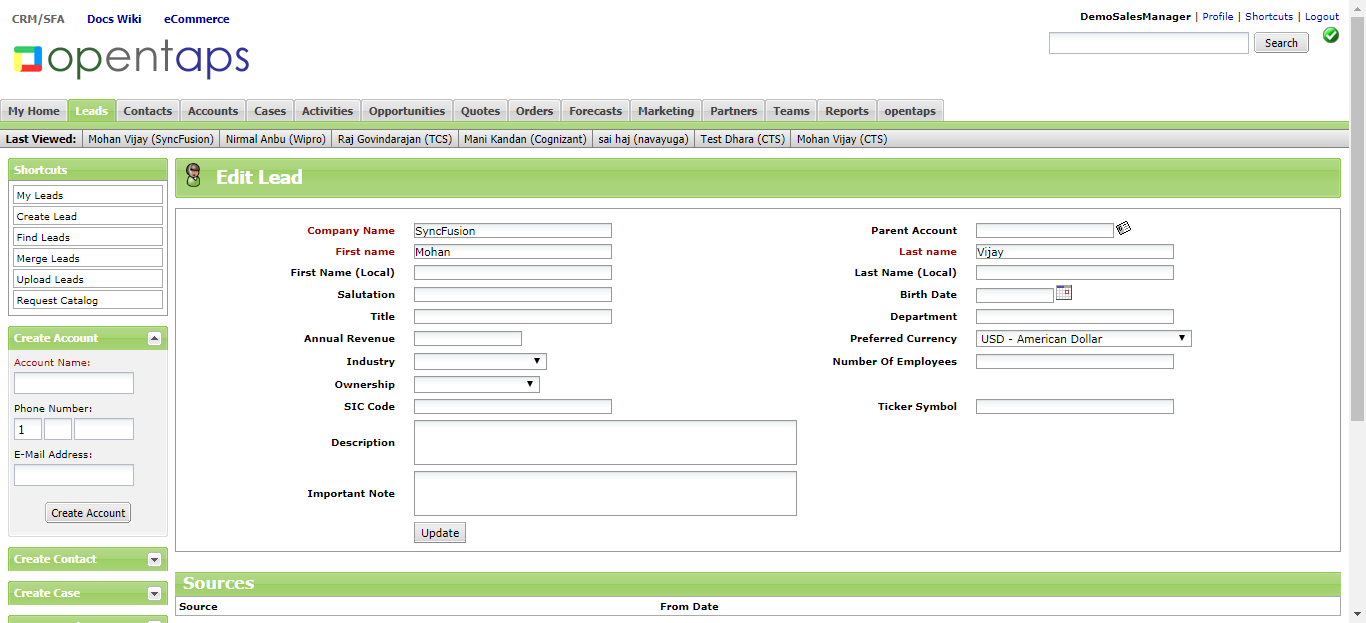 CRM/SFA Docs Wiki eCommerce
DemoSalesManager | Profile | Shortcuts | Logout
opentaps
Search
My Home Leads Contacts Accounts Cases Activities Opportunities Quotes Orders Forecasts Marketing Partners Teams Reports opentaps
Last Viewed: Mohan Vijay (SyncFusion) Nirmal Anbu (Wipro) Raj Govindarajan (TCS) Mani Kandan (Cognizant) sai haj (navayuga) Test Dhara (CTS) Mohan Vijay (CTS)
Shortcuts
My Leads
Create Lead
Find Leads
Merge Leads
Upload Leads
Request Catalog
Create Account
Account Name:
Phone Number:
1
E-Mail Address:
Create Account
Create Contact
Create Case
Edit Lead
Company Name SyncFusion Parent Account
First name Mohan Last name Vijay
First Name (Local) Last Name (Local)
Salutation Birth Date
Title Department
Annual Revenue Preferred Currency USD - American Dollar
Industry Number Of Employees
Ownership
SIC Code Ticker Symbol
Description
Important Note
Update
Sources
Source From Date